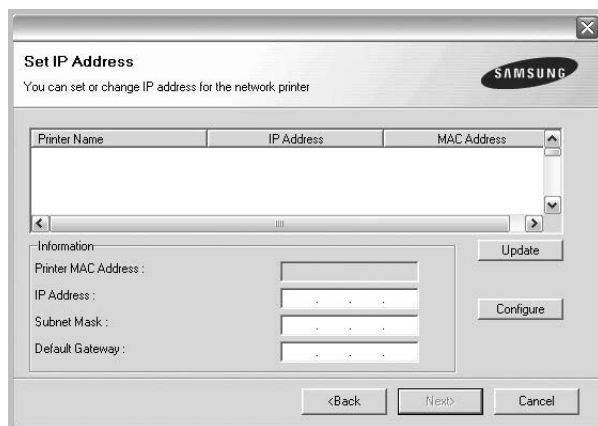 Set IP Address
You can set or change IP address for the network printer
SAMSUNG
Printer Name IP Address MAC Address
Information
Update
Printer MAC Address :
IP Address :
Configure
Subnet Mask :
Default Gateway :
<Back Next> Cancel